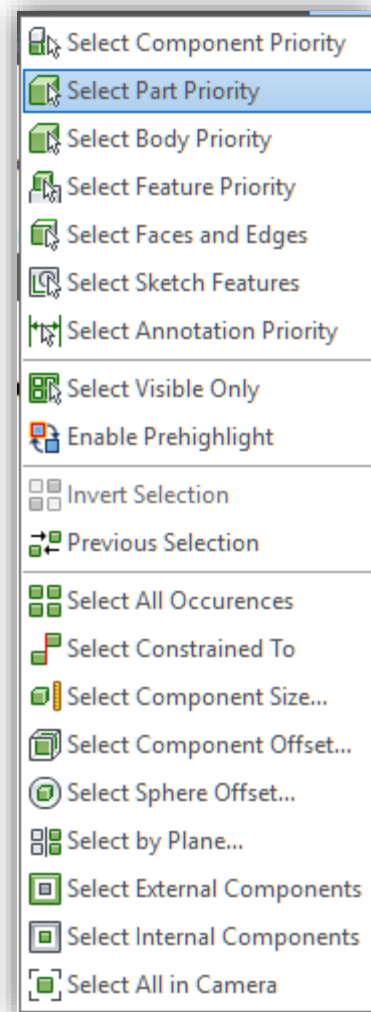 Select Component Priority
Select Part Priority
Select Body Priority
Select Feature Priority
Select Faces and Edges
Select Sketch Features
Select Annotation Priority
Select Visible Only
Enable Prehighlight
Invert Selection
Previous Selection
Select All Occurences
Select Constrained To
Select Component Size...
Select Component Offset...
Select Sphere Offset...
Select by Plane...
Select External Components
Select Internal Components
Select All in Camera